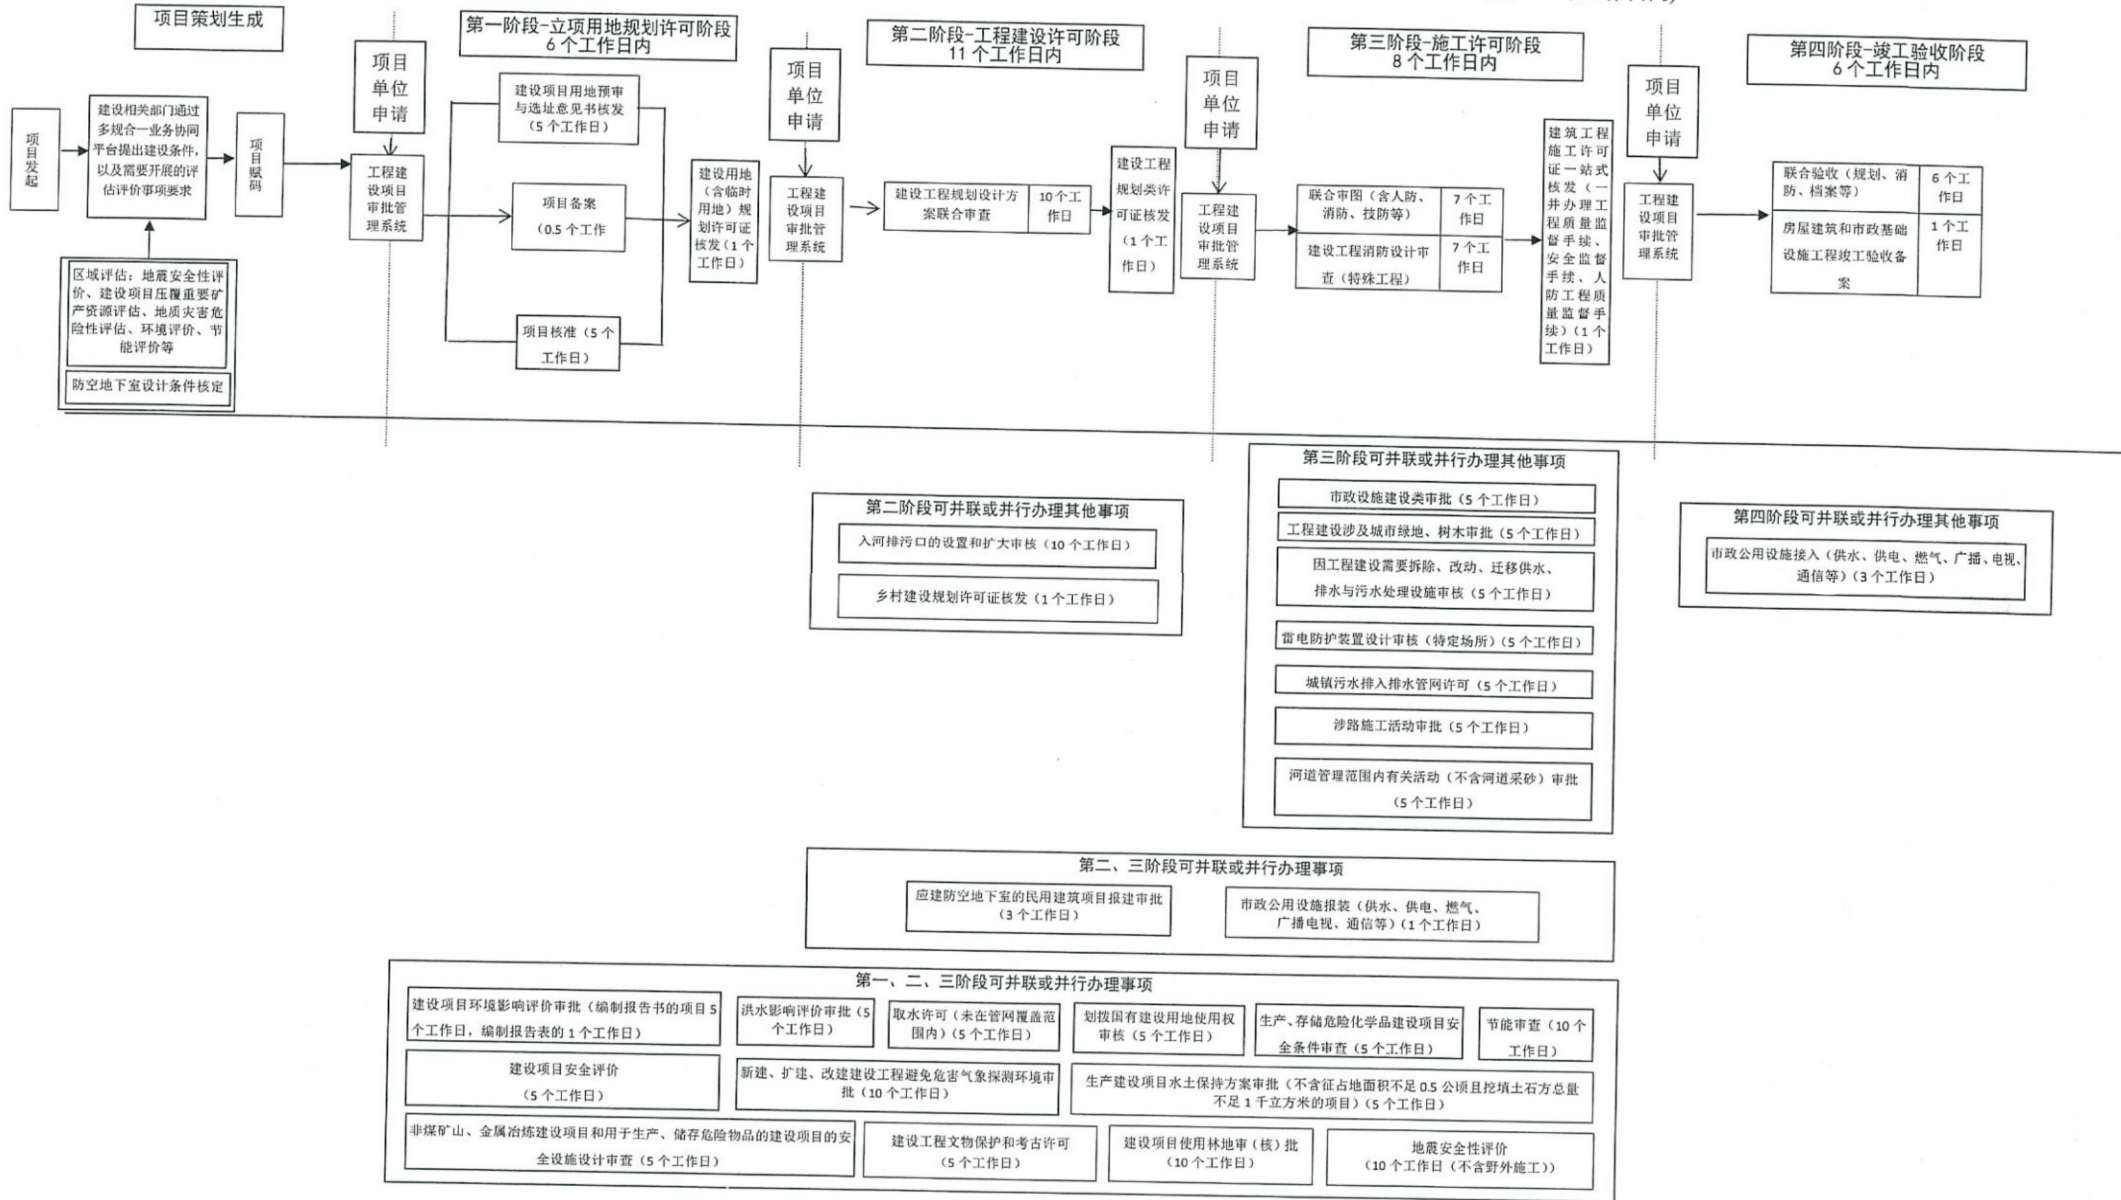 项目策划生成
项目发起
建设相关部门通过
多规合一业务协同
平台提出建设条件，
以及需要开展的评
估评价事项要求
项目赋码
区域评估：地震安全性评
价、建设项目压覆重要矿
产资源评估、地质灾害危
险性评估、环境评价、节
能评价等
防空地下室设计条件核定
项目
单位
申请
工程建
设项目
审批管
理系统
第一阶段-立项用地规划许可阶段
6个工作日内
建设项目用地预审
与选址意见书核发
（5个工作日）
项目备案
（0.5个工作
项目核准（5个
工作日）
建设用地
（含临时
用地）规
划许可证
核发（1个
工作日）
项目
单位
申请
工程建
设项目
审批管
理系统
第二阶段-工程建设许可阶段
11个工作日内
建设工程规划设计方
案联合审查
10个工
作日
建设工程
规划类许
可证核发
（1个工
作日）
项目
单位
申请
工程建
设项目
审批管
理系统
第三阶段-施工许可阶段
8个工作日内
联合审图（含人防、
消防、技防等）
7个工
作日
建设工程消防设计审
查（特殊工程）
7个工
作日
建筑工程
施工许可
证一站式
核发（一
并办理工
程质量监
督手续、
安全监督
手续、人
防工程质
量监督手
续）（1个
工作日）
项目
单位
申请
工程建
设项目
审批管
理系统
第四阶段-竣工验收阶段
6个工作日内
联合验收（规划、消
防、档案等）
6个工
作日
房屋建筑和市政基础
设施工程竣工验收备
案
1个工
作日
第二阶段可并联或并行办理其他事项
入河排污口的设置和扩大审核（10个工作日）
乡村建设规划许可证核发（1个工作日）
第三阶段可并联或并行办理其他事项
市政设施建设类审批（5个工作日）
工程建设涉及城市绿地、树木审批（5个工作日）
因工程建设需要拆除、改动、迁移供水、
排水与污水处理设施审核（5个工作日）
雷电防护装置设计审核（特定场所）（5个工作日）
城镇污水排入排水管网许可（5个工作日）
涉路施工活动审批（5个工作日）
河道管理范围内有关活动（不含河道采砂）审批
（5个工作日）
第四阶段可并联或并行办理其他事项
市政公用设施接入（供水、供电、燃气、广播、电视、
通信等）（3个工作日）
第二、三阶段可并联或并行办理事项
应建防空地下室的民用建筑项目报建审批
（3个工作日）
市政公用设施报装（供水、供电、燃气、
广播电视、通信等）（1个工作日）
第一、二、三阶段可并联或并行办理事项
建设项目环境影响评价审批（编制报告书的项目5
个工作日，编制报告表的1个工作日）
洪水影响评价审批（5
个工作日）
取水许可（未在管网覆盖范
围内）（5个工作日）
划拨国有建设用地使用权
审核（5个工作日）
生产、存储危险化学品建设项目安
全条件审查（5个工作日）
节能审查（10个
工作日）
建设项目安全评价
（5个工作日）
新建、扩建、改建建设工程避免危害气象探测环境审
批（10个工作日）
生产建设项目水土保持方案审批（不含征占地面积不足0.5公顷且挖填土石方总量
不足1千立方米的项目）（5个工作日）
非煤矿山、金属冶炼建设项目和用于生产、储存危险物品的建设项目的安
全设施设计审查（5个工作日）
建设工程文物保护和考古许可
（5个工作日）
建设项目使用林地审（核）批
（10个工作日）
地震安全性评价
（10个工作日（不含野外施工））